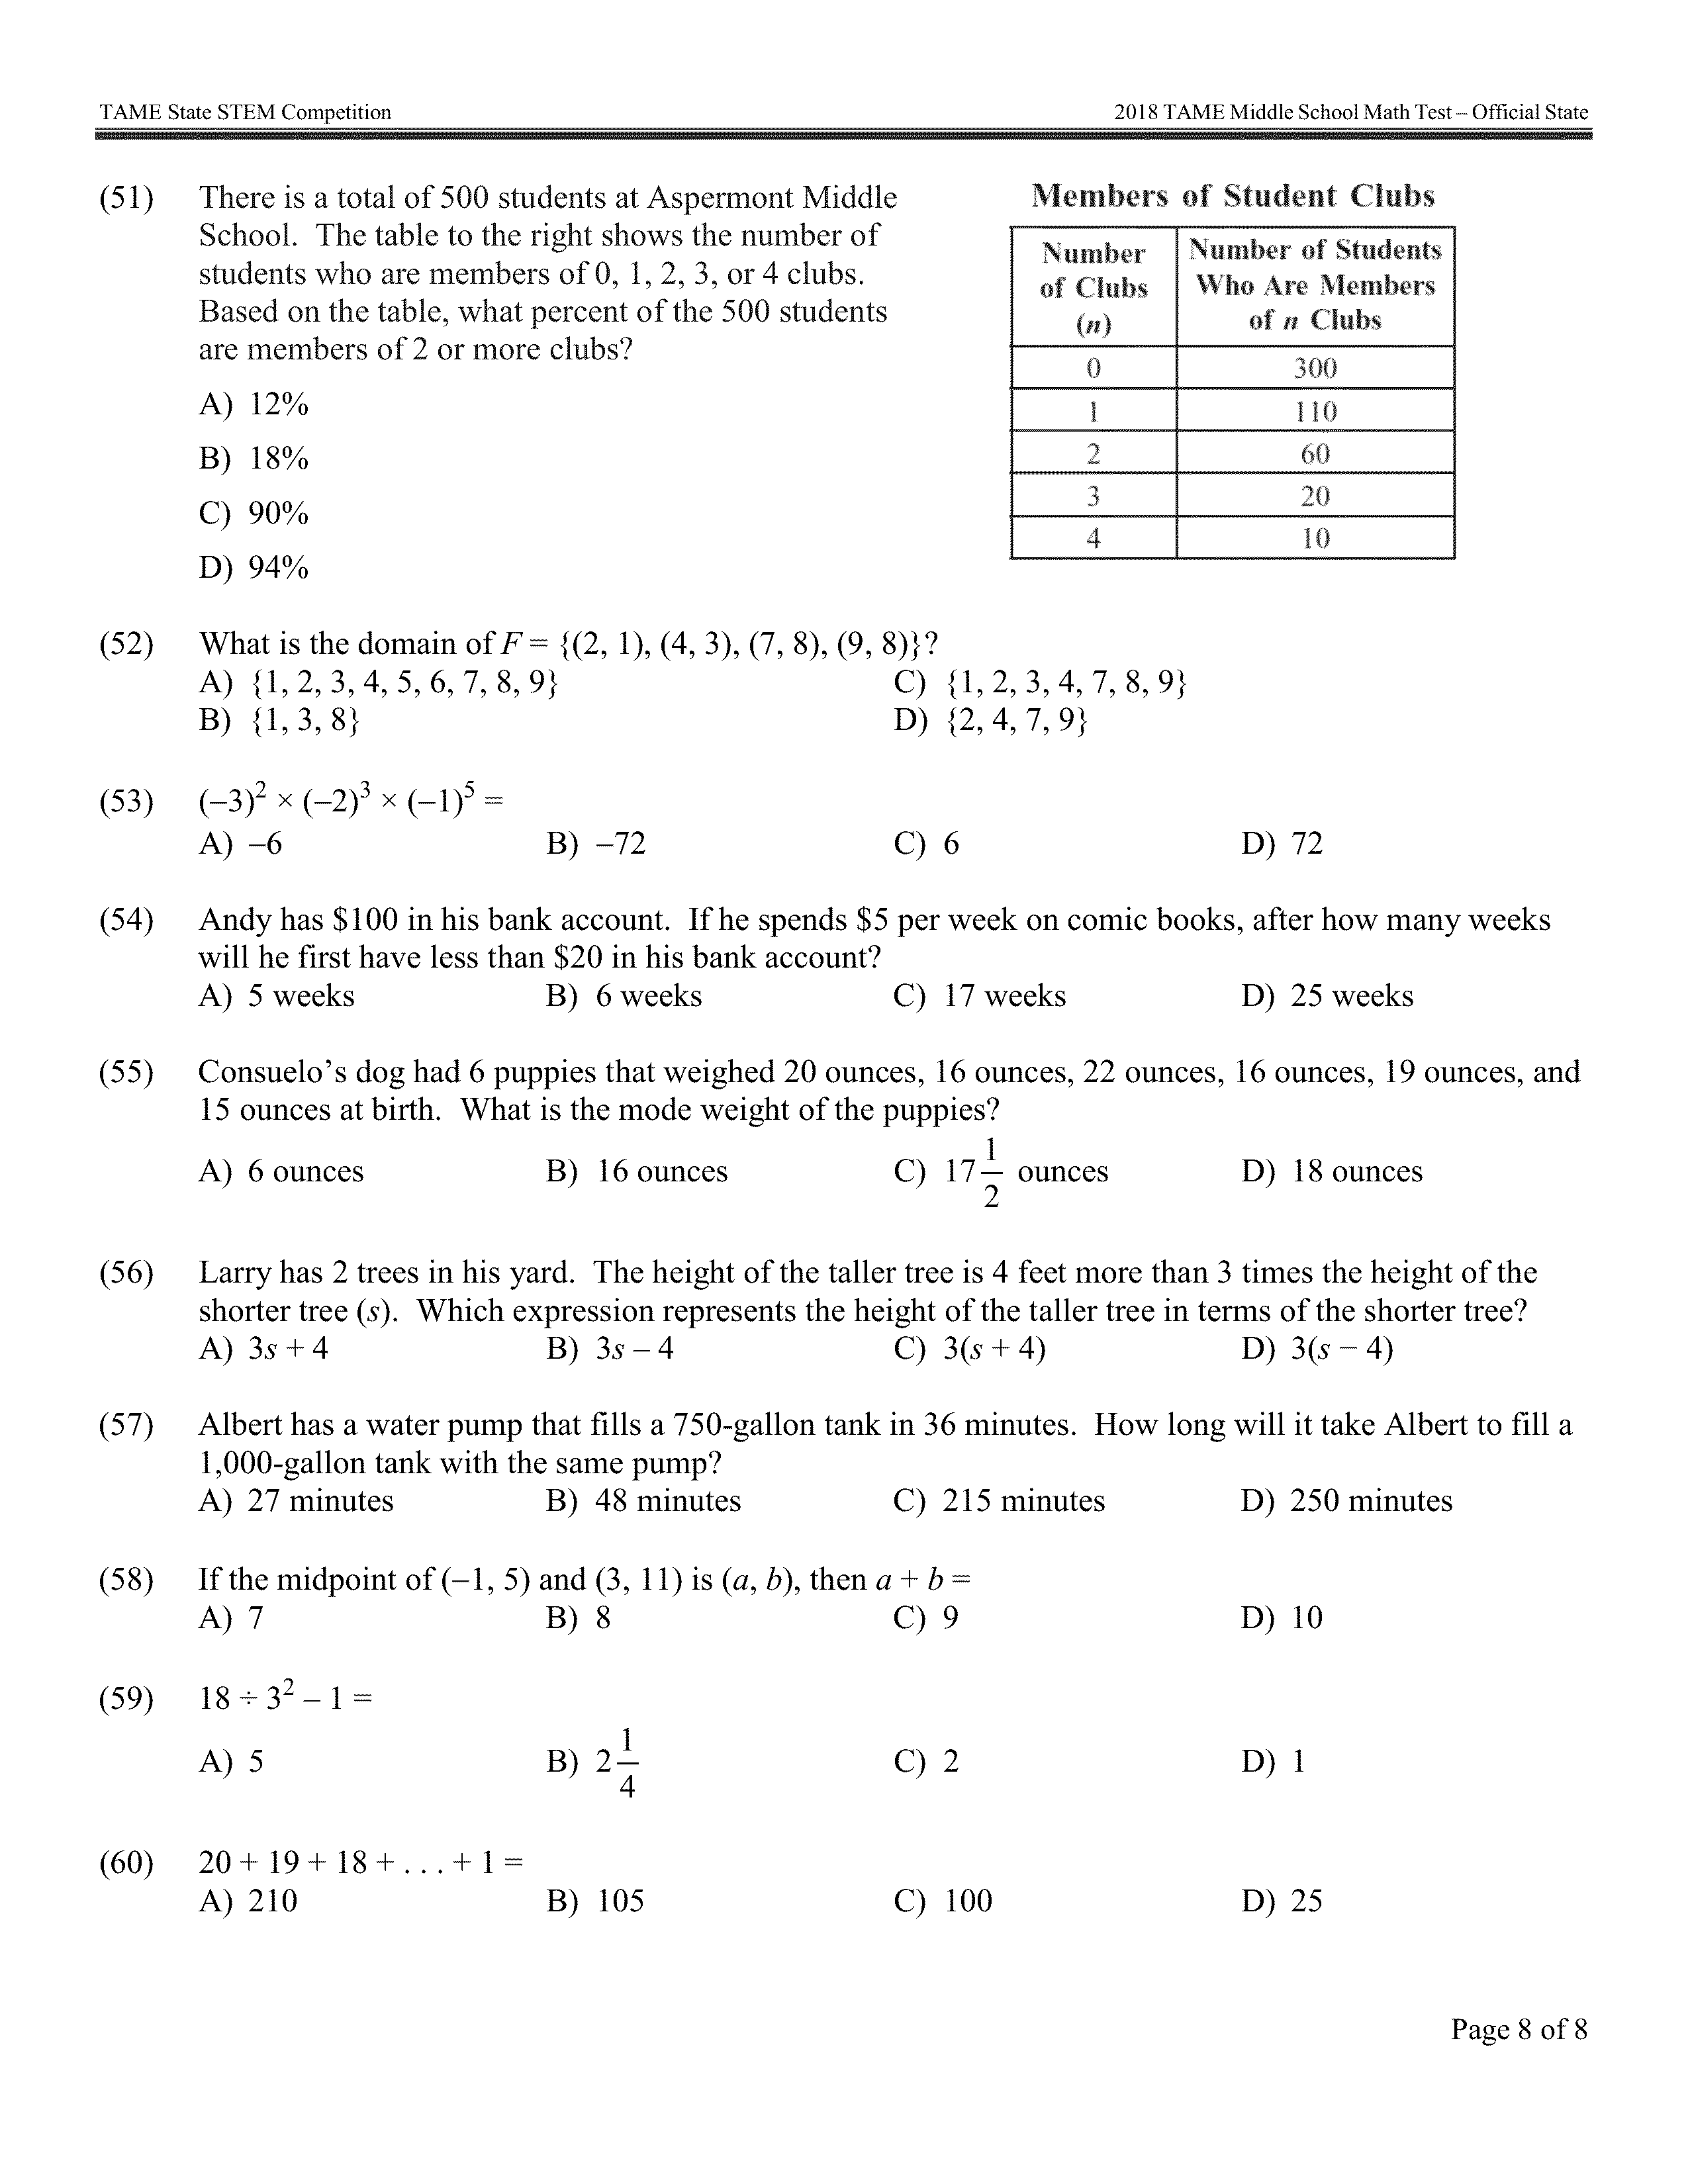 TAME State STEM Competition 2018 TAME Middle School Math Test – Official State
(51) There is a total of 500 students at Aspermont Middle
School. The table to the right shows the number of
students who are members of 0, 1, 2, 3, or 4 clubs.
Based on the table, what percent of the 500 students
are members of 2 or more clubs?
A) 12%
B) 18%
C) 90%
D) 94%
Members of Student Clubs
Number of Clubs (n) Number of Students Who Are Members of n Clubs
0 300
1 110
2 60
3 20
4 10
(52) What is the domain of F = {(2, 1), (4, 3), (7, 8), (9, 8)}?
A) {1, 2, 3, 4, 5, 6, 7, 8, 9} C) {1, 2, 3, 4, 7, 8, 9}
B) {1, 3, 8} D) {2, 4, 7, 9}
(53) (–3)² × (–2)³ × (–1)⁵ =
A) –6 B) –72 C) 6 D) 72
(54) Andy has $100 in his bank account. If he spends $5 per week on comic books, after how many weeks
will he first have less than $20 in his bank account?
A) 5 weeks B) 6 weeks C) 17 weeks D) 25 weeks
(55) Consuelo’s dog had 6 puppies that weighed 20 ounces, 16 ounces, 22 ounces, 16 ounces, 19 ounces, and
15 ounces at birth. What is the mode weight of the puppies?
A) 6 ounces B) 16 ounces C) 17 1/2 ounces D) 18 ounces
(56) Larry has 2 trees in his yard. The height of the taller tree is 4 feet more than 3 times the height of the
shorter tree (s). Which expression represents the height of the taller tree in terms of the shorter tree?
A) 3s + 4 B) 3s – 4 C) 3(s + 4) D) 3(s − 4)
(57) Albert has a water pump that fills a 750-gallon tank in 36 minutes. How long will it take Albert to fill a
1,000-gallon tank with the same pump?
A) 27 minutes B) 48 minutes C) 215 minutes D) 250 minutes
(58) If the midpoint of (–1, 5) and (3, 11) is (a, b), then a + b =
A) 7 B) 8 C) 9 D) 10
(59) 18 ÷ 3² – 1 =
A) 5 B) 2 1/4 C) 2 D) 1
(60) 20 + 19 + 18 + . . . + 1 =
A) 210 B) 105 C) 100 D) 25
Page 8 of 8